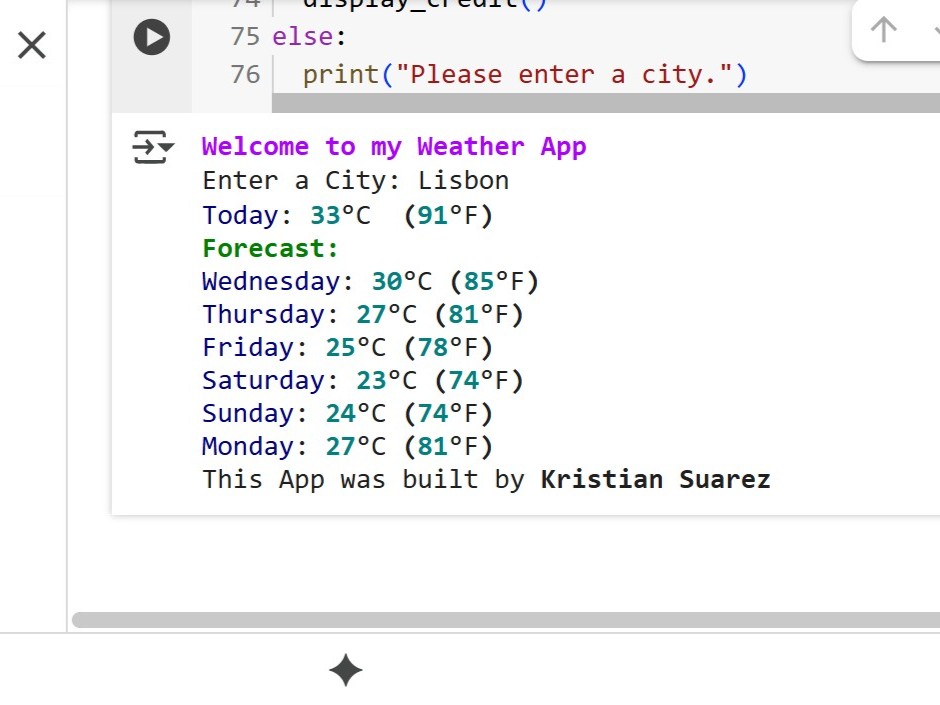 74 display_credit()
75 else:
76 print("Please enter a city.")
Welcome to my Weather App
Enter a City: Lisbon
Today: 33°C  (91°F)
Forecast:
Wednesday: 30°C (85°F)
Thursday: 27°C (81°F)
Friday: 25°C (78°F)
Saturday: 23°C (74°F)
Sunday: 24°C (74°F)
Monday: 27°C (81°F)
This App was built by Kristian Suarez